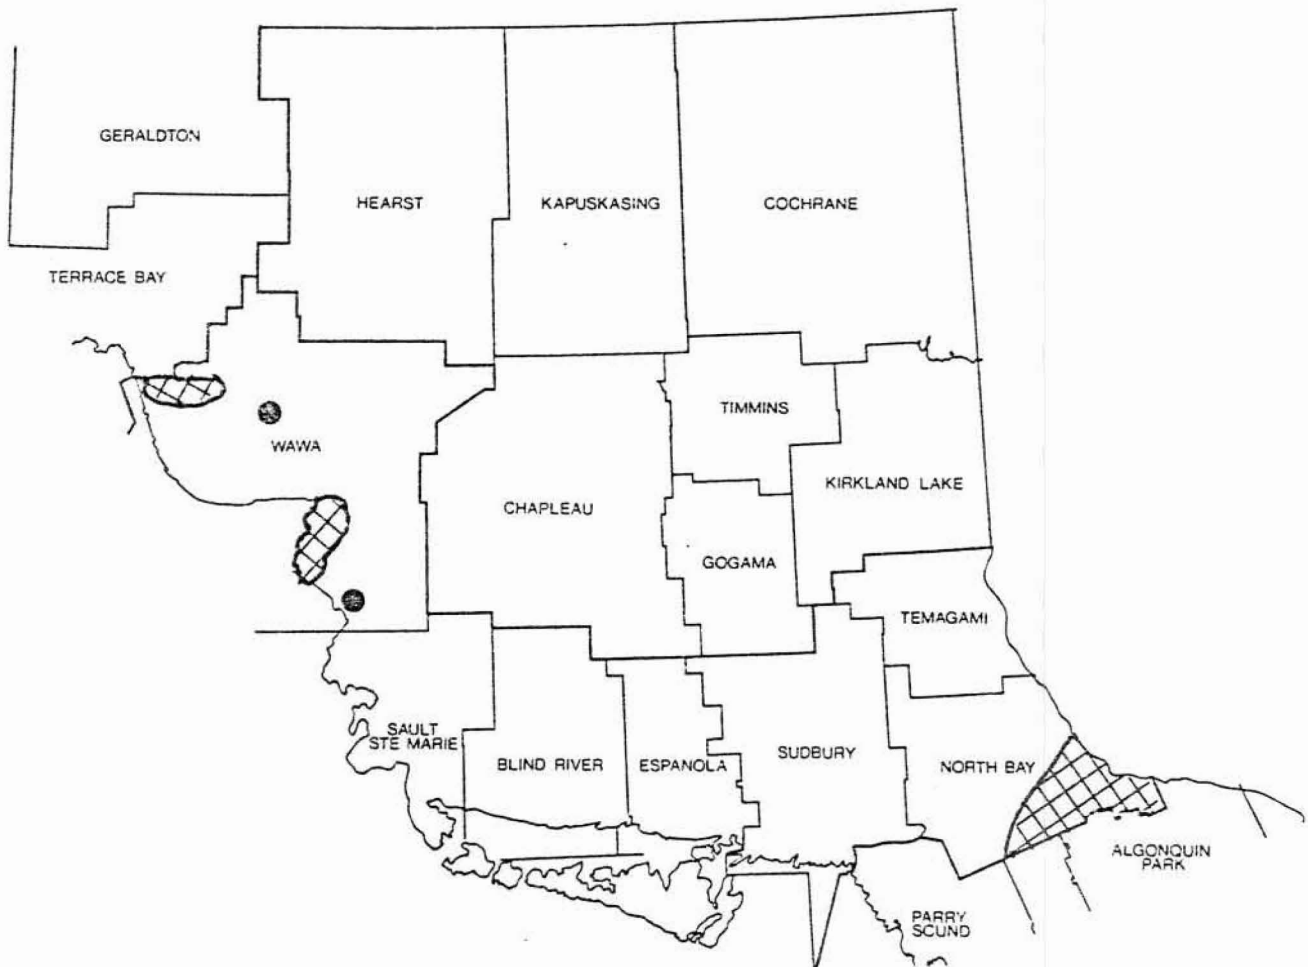 GERALDTON
HEARST
KAPUSKASING
COCHRANE
TERRACE BAY
TIMMINS
WAWA
KIRKLAND LAKE
CHAPLEAU
GOGAMA
TEMAGAMI
SAULT
STE MARIE
BLIND RIVER
ESPANOLA
SUDBURY
NORTH BAY
ALGONQUIN
PARK
PARRY
SCUND